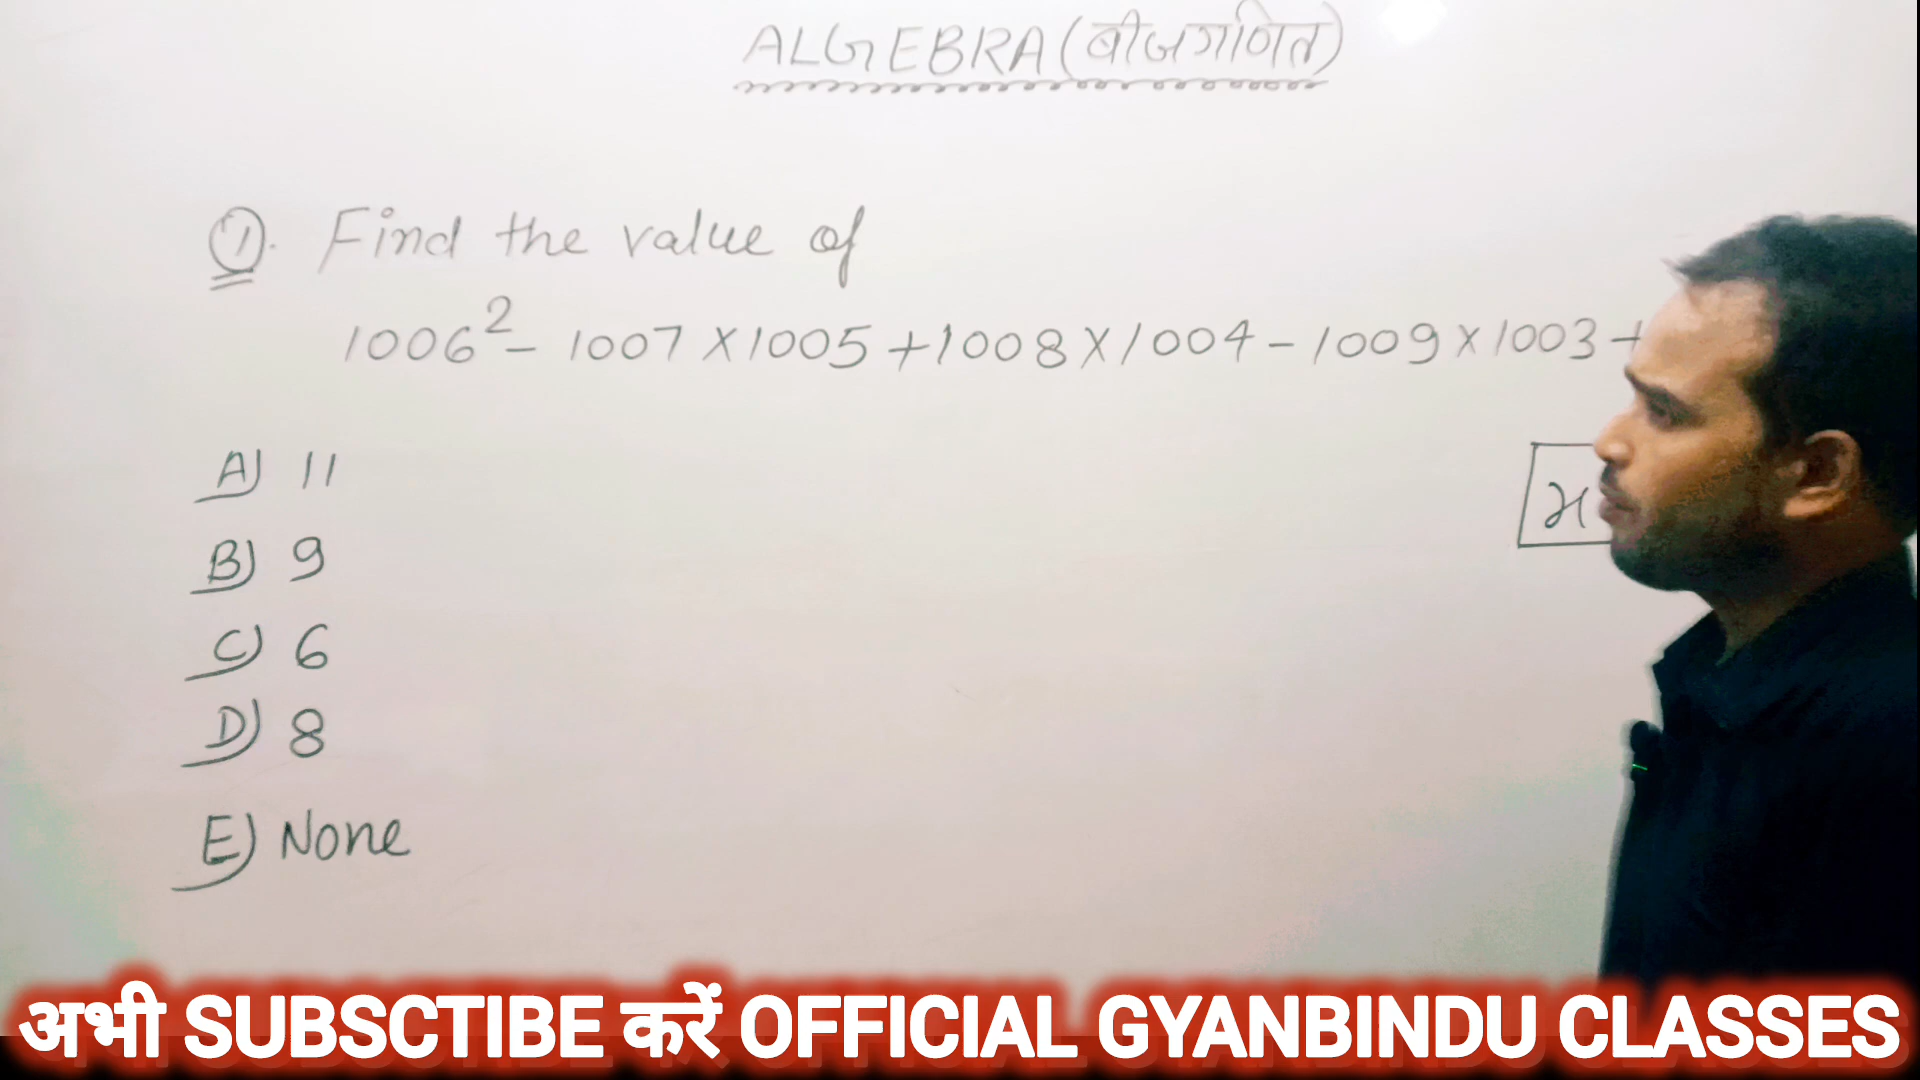 ALGEBRA (बीजगणित)
Q. Find the value of
1006² - 1007 X 1005 + 1008 X 1004 - 1009 X 1003 +
A) 11
B) 9
C) 6
D) 8
E) None
अभी SUBSCTIBE करें OFFICIAL GYANBINDU CLASSES